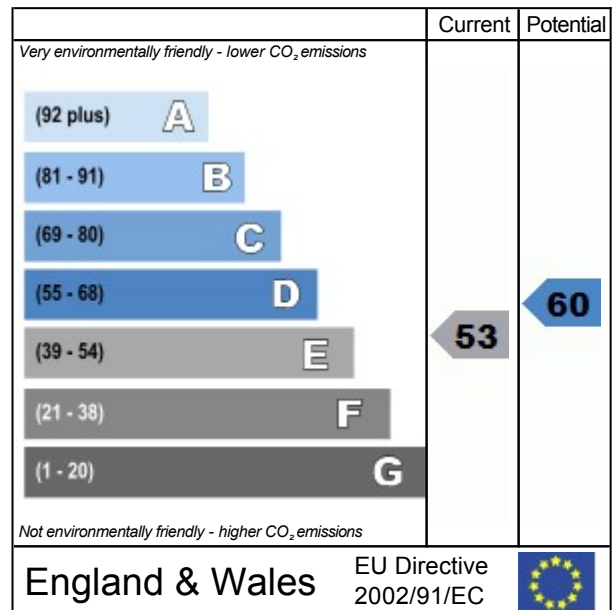 Current Potential
Very environmentally friendly - lower CO₂ emissions
(92 plus) A
(81 - 91) B
(69 - 80) C
(55 - 68) D
60
53
(39 - 54) E
(21 - 38) F
(1 - 20) G
Not environmentally friendly - higher CO₂ emissions
England & Wales
EU Directive
2002/91/EC